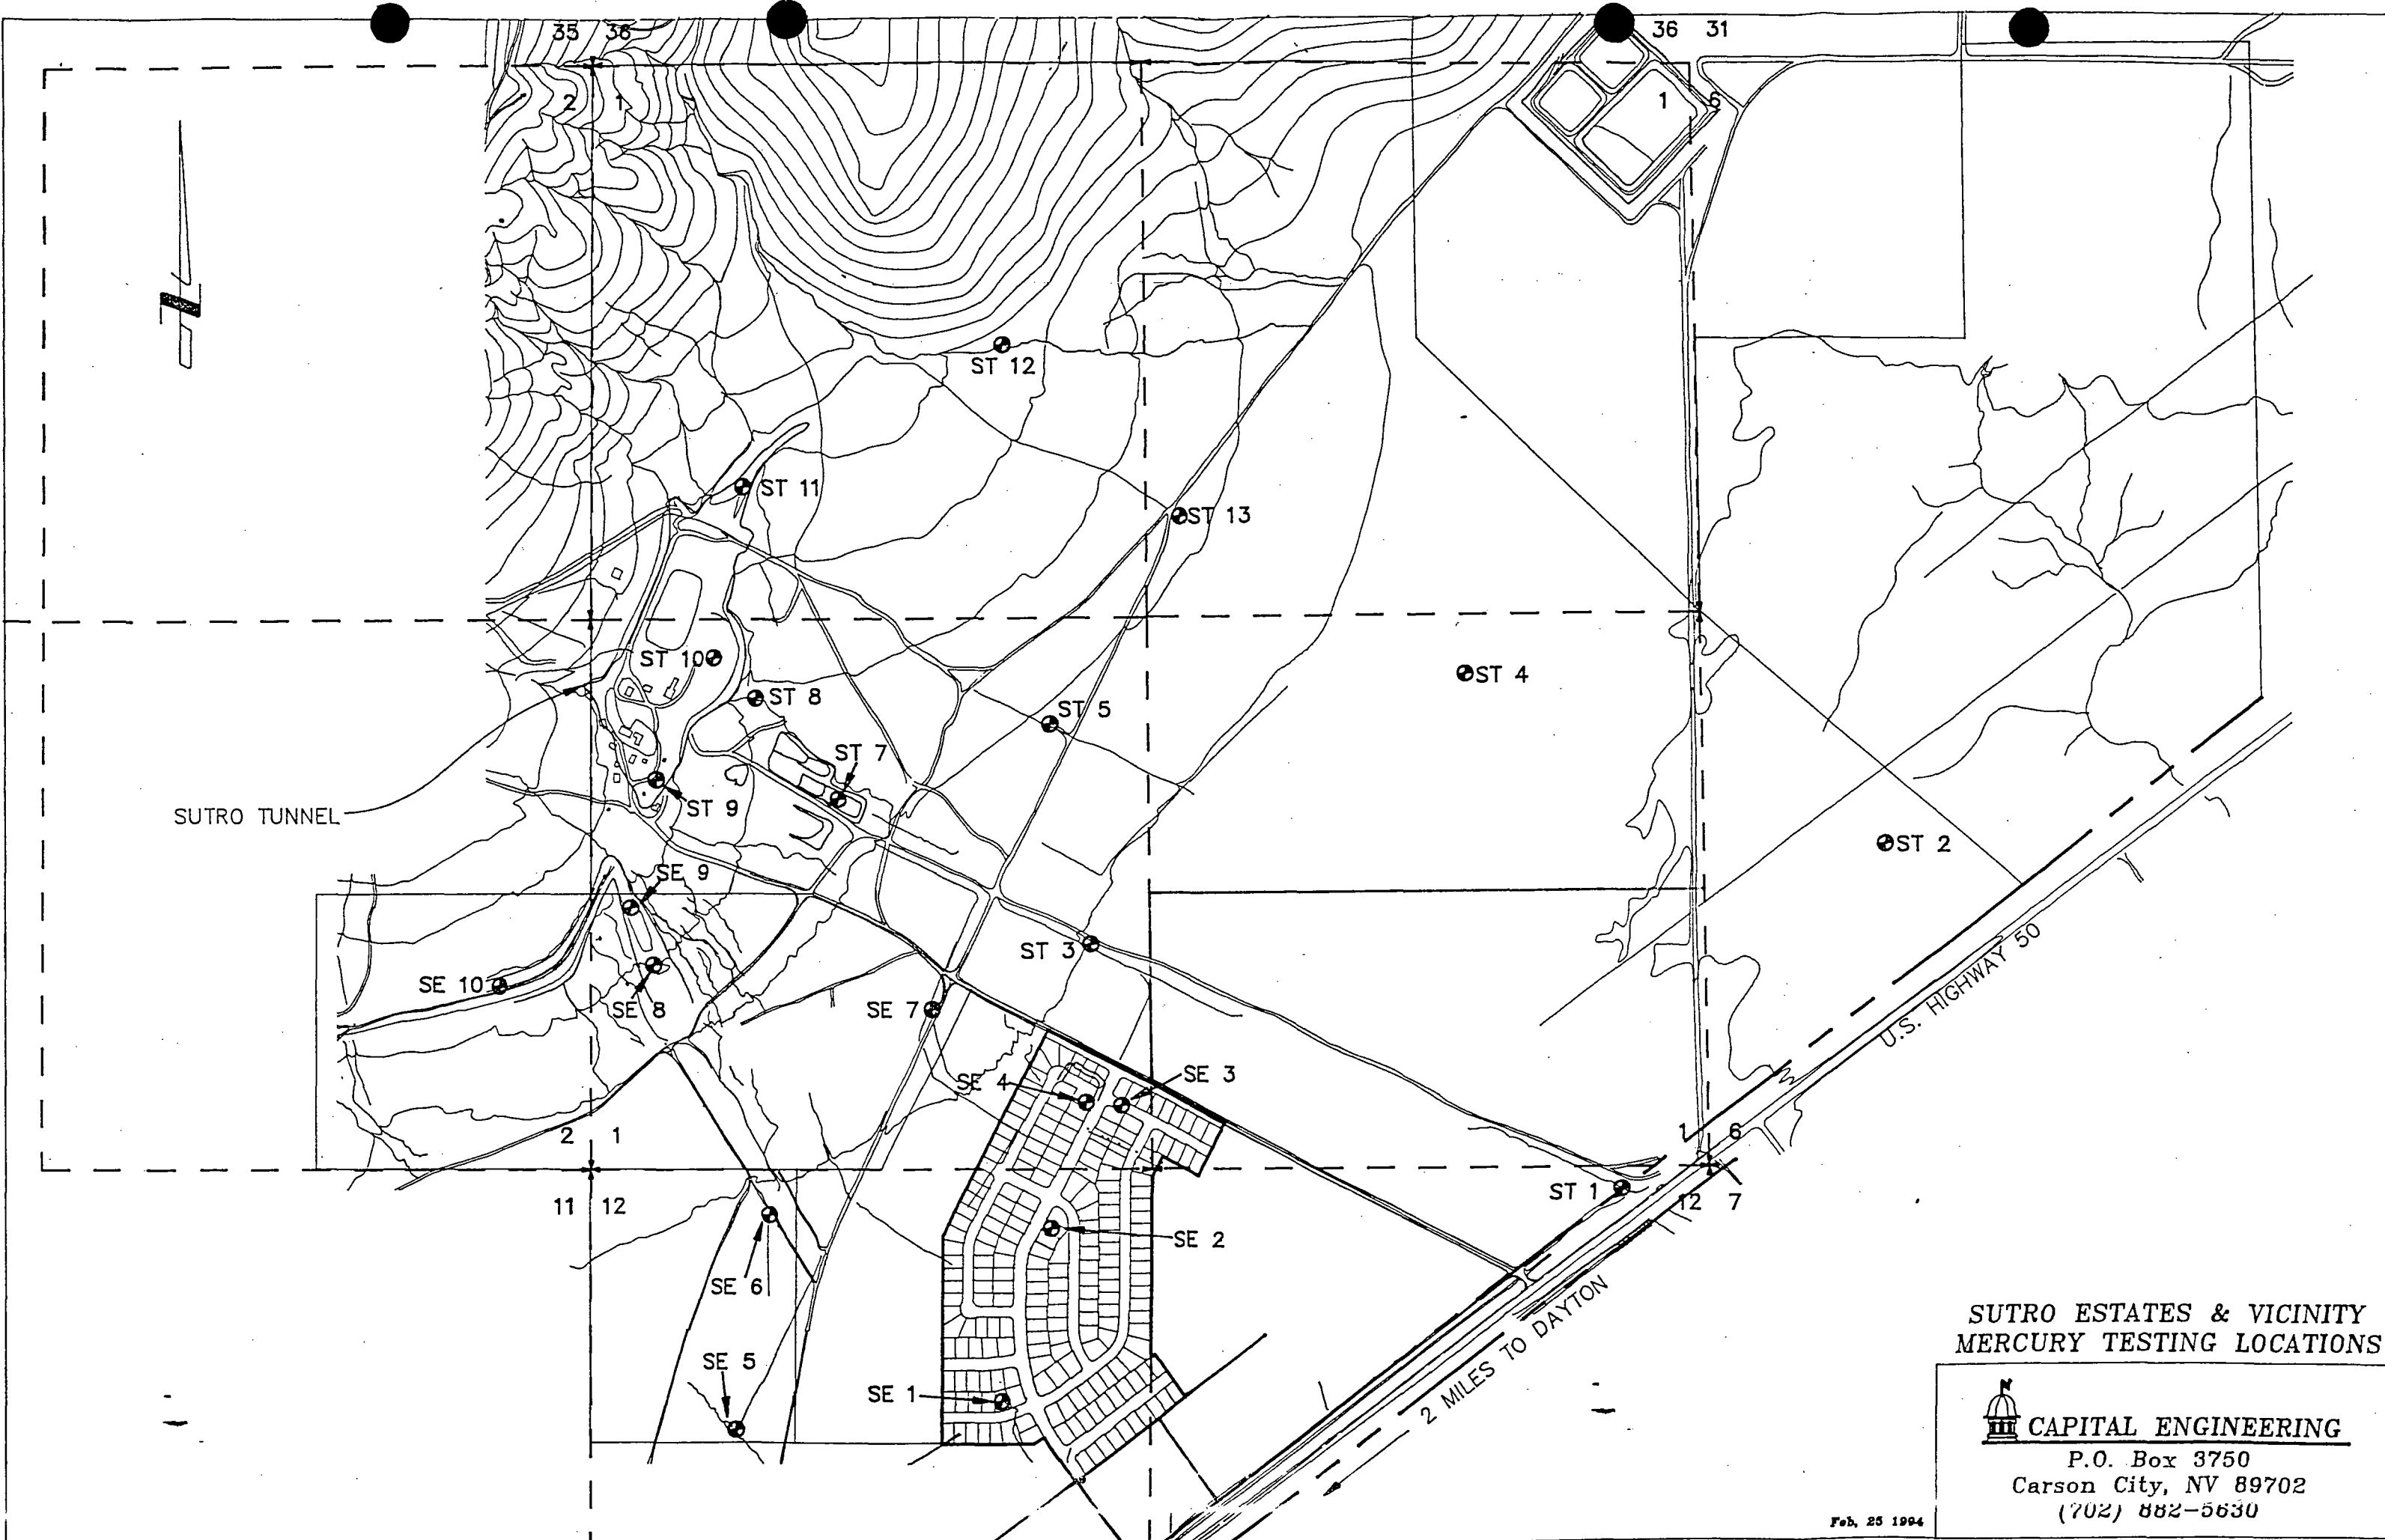 35 36
36 31
2 1
1 6
ST 12
ST 11
ST 13
ST 10
ST 8
ST 4
ST 5
ST 7
ST 9
SUTRO TUNNEL
ST 2
SE 9
ST 3
SE 10
SE 8
SE 7
U.S. HIGHWAY 50
SE 4
SE 3
2 1
1 6
ST 1
11 12
12 7
SE 2
SE 6
SE 5
SE 1
2 MILES TO DAYTON
SUTRO ESTATES & VICINITY
MERCURY TESTING LOCATIONS
CAPITAL ENGINEERING
P.O. Box 3750
Carson City, NV 89702
(702) 882-5630
Feb, 25 1994